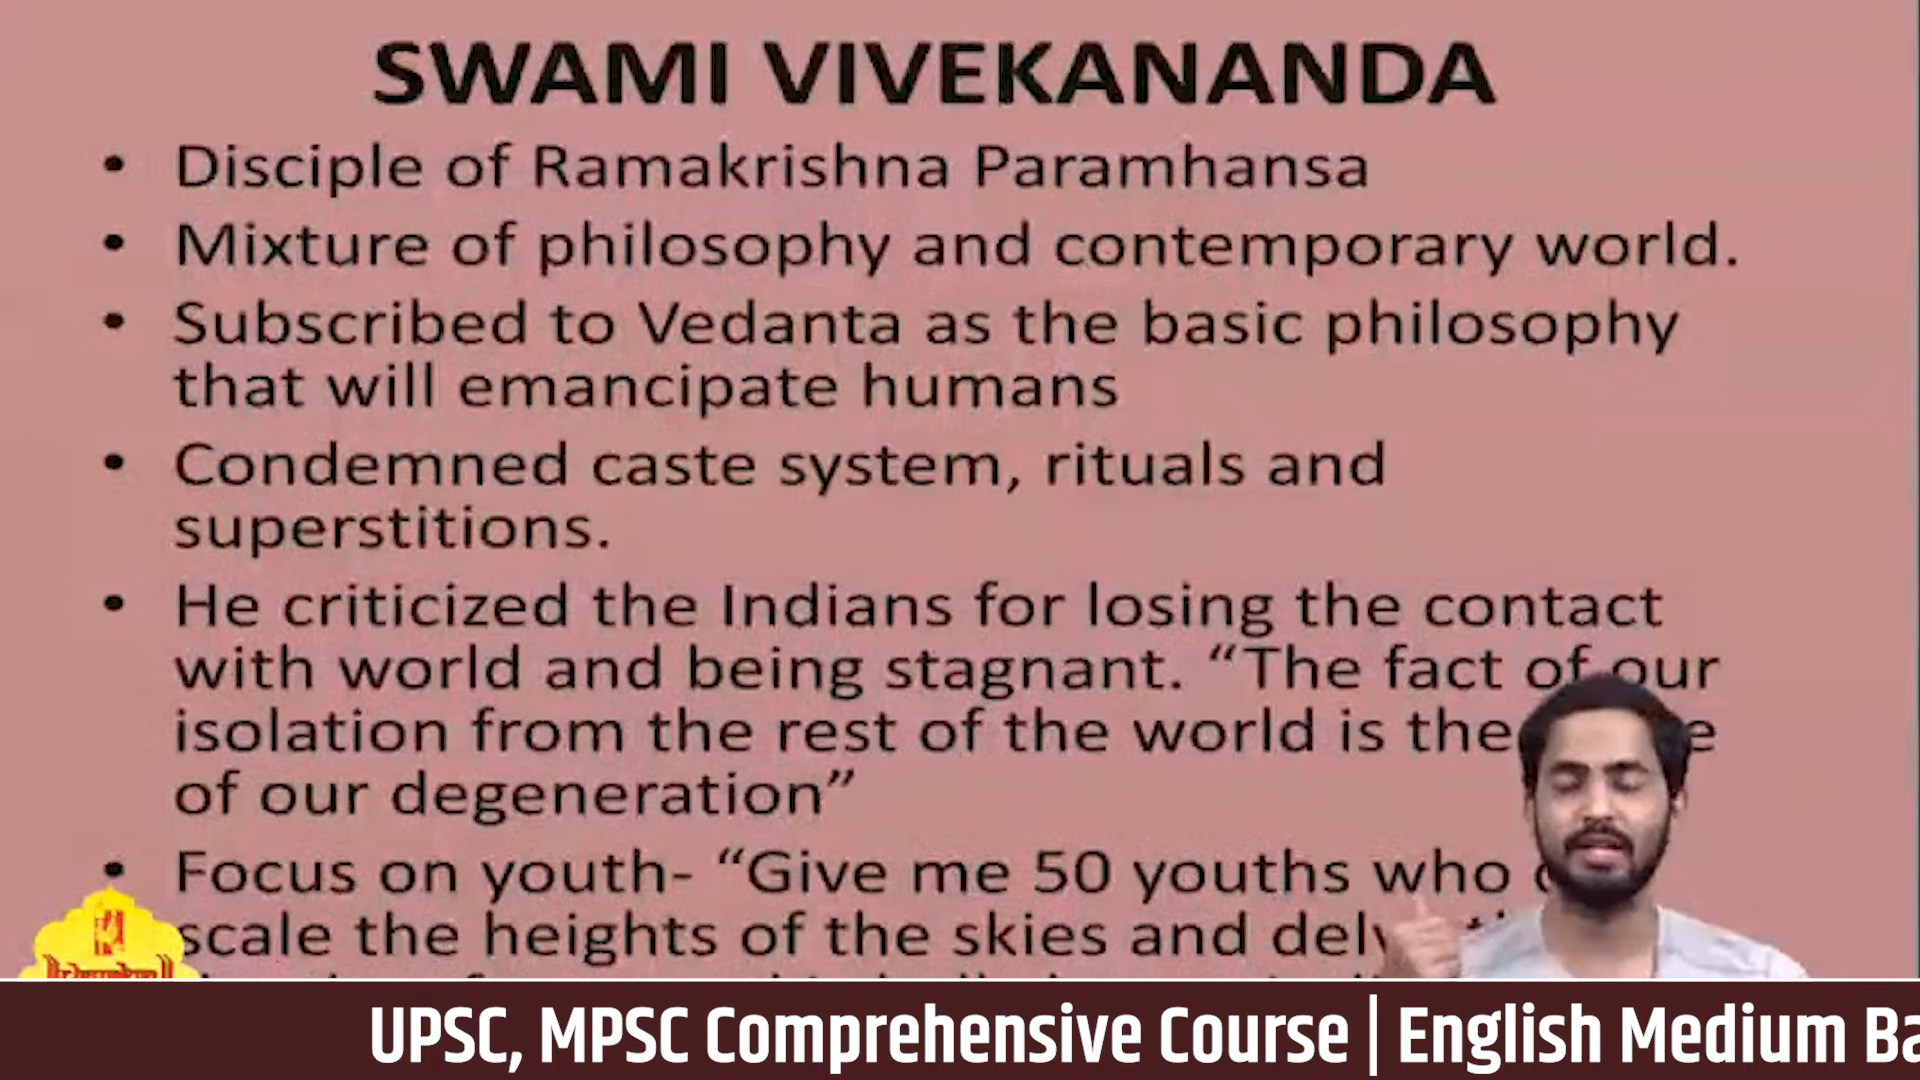 SWAMI VIVEKANANDA
• Disciple of Ramakrishna Paramhansa
• Mixture of philosophy and contemporary world.
• Subscribed to Vedanta as the basic philosophy
that will emancipate humans
• Condemned caste system, rituals and
superstitions.
• He criticized the Indians for losing the contact
with world and being stagnant. “The fact of our
isolation from the rest of the world is the
of our degeneration”
• Focus on youth- “Give me 50 youths who
scale the heights of the skies and
UPSC, MPSC Comprehensive Course | English Medium Ba